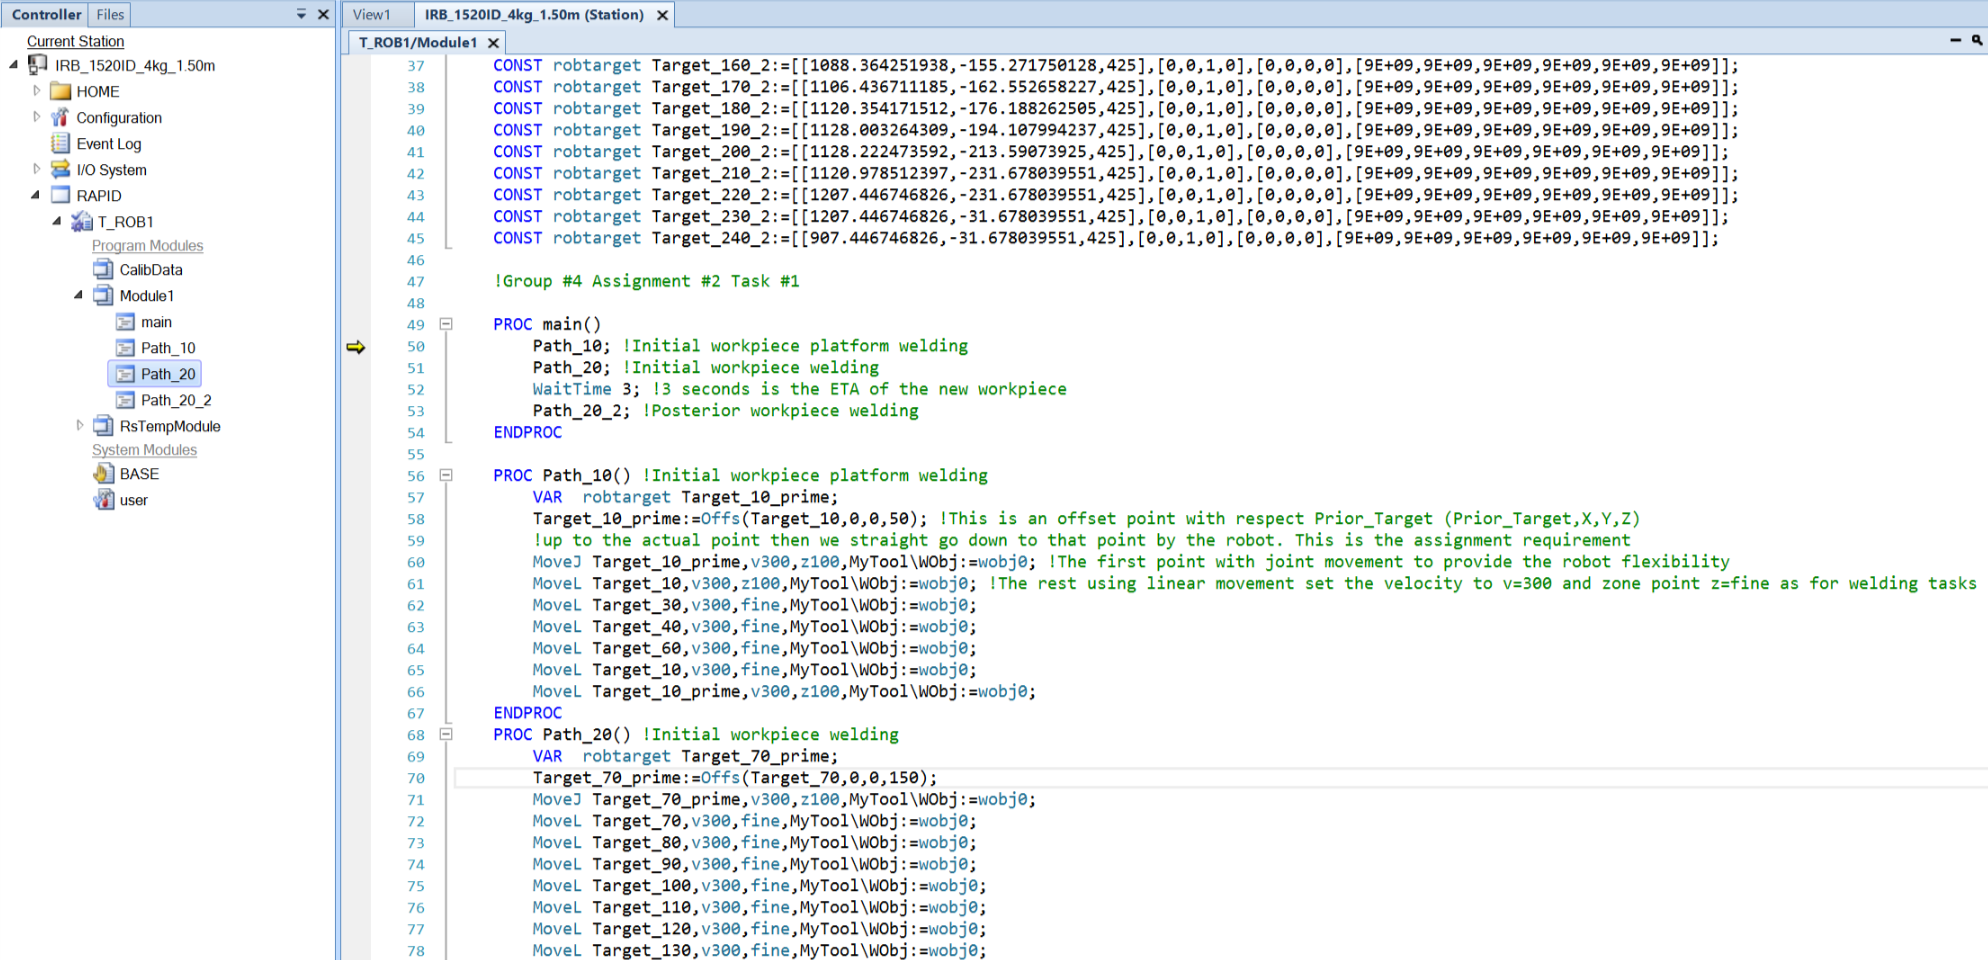 Controller Files
Current Station
IRB_1520ID_4kg_1.50m
HOME
Configuration
Event Log
I/O System
RAPID
T_ROB1
Program Modules
CalibData
Module1
main
Path_10
Path_20
Path_20_2
RsTempModule
System Modules
BASE
user
View1 IRB_1520ID_4kg_1.50m (Station)
T_ROB1/Module1
37 CONST robtarget Target_160_2:=[[1088.364251938,-155.271750128,425],[0,0,1,0],[0,0,0,0],[9E+09,9E+09,9E+09,9E+09,9E+09,9E+09]];
38 CONST robtarget Target_170_2:=[[1106.436711185,-162.552658227,425],[0,0,1,0],[0,0,0,0],[9E+09,9E+09,9E+09,9E+09,9E+09,9E+09]];
39 CONST robtarget Target_180_2:=[[1120.354171512,-176.188262505,425],[0,0,1,0],[0,0,0,0],[9E+09,9E+09,9E+09,9E+09,9E+09,9E+09]];
40 CONST robtarget Target_190_2:=[[1128.003264309,-194.107994237,425],[0,0,1,0],[0,0,0,0],[9E+09,9E+09,9E+09,9E+09,9E+09,9E+09]];
41 CONST robtarget Target_200_2:=[[1128.222473592,-213.59073925,425],[0,0,1,0],[0,0,0,0],[9E+09,9E+09,9E+09,9E+09,9E+09,9E+09]];
42 CONST robtarget Target_210_2:=[[1120.978512397,-231.678039551,425],[0,0,1,0],[0,0,0,0],[9E+09,9E+09,9E+09,9E+09,9E+09,9E+09]];
43 CONST robtarget Target_220_2:=[[1207.446746826,-231.678039551,425],[0,0,1,0],[0,0,0,0],[9E+09,9E+09,9E+09,9E+09,9E+09,9E+09]];
44 CONST robtarget Target_230_2:=[[1207.446746826,-31.678039551,425],[0,0,1,0],[0,0,0,0],[9E+09,9E+09,9E+09,9E+09,9E+09,9E+09]];
45 CONST robtarget Target_240_2:=[[907.446746826,-31.678039551,425],[0,0,1,0],[0,0,0,0],[9E+09,9E+09,9E+09,9E+09,9E+09,9E+09]];
46
47 !Group #4 Assignment #2 Task #1
48
49 PROC main()
50 Path_10; !Initial workpiece platform welding
51 Path_20; !Initial workpiece welding
52 WaitTime 3; !3 seconds is the ETA of the new workpiece
53 Path_20_2; !Posterior workpiece welding
54 ENDPROC
55
56 PROC Path_10() !Initial workpiece platform welding
57 VAR robtarget Target_10_prime;
58 Target_10_prime:=Offs(Target_10,0,0,50); !This is an offset point with respect Prior_Target (Prior_Target,X,Y,Z)
59 !up to the actual point then we straight go down to that point by the robot. This is the assignment requirement
60 MoveJ Target_10_prime,v300,z100,MyTool\WObj:=wobj0; !The first point with joint movement to provide the robot flexibility
61 MoveL Target_10,v300,z100,MyTool\WObj:=wobj0; !The rest using linear movement set the velocity to v=300 and zone point z=fine as for welding tasks
62 MoveL Target_30,v300,fine,MyTool\WObj:=wobj0;
63 MoveL Target_40,v300,fine,MyTool\WObj:=wobj0;
64 MoveL Target_60,v300,fine,MyTool\WObj:=wobj0;
65 MoveL Target_10,v300,fine,MyTool\WObj:=wobj0;
66 MoveL Target_10_prime,v300,z100,MyTool\WObj:=wobj0;
67 ENDPROC
68 PROC Path_20() !Initial workpiece welding
69 VAR robtarget Target_70_prime;
70 Target_70_prime:=Offs(Target_70,0,0,150);
71 MoveJ Target_70_prime,v300,z100,MyTool\WObj:=wobj0;
72 MoveL Target_70,v300,fine,MyTool\WObj:=wobj0;
73 MoveL Target_80,v300,fine,MyTool\WObj:=wobj0;
74 MoveL Target_90,v300,fine,MyTool\WObj:=wobj0;
75 MoveL Target_100,v300,fine,MyTool\WObj:=wobj0;
76 MoveL Target_110,v300,fine,MyTool\WObj:=wobj0;
77 MoveL Target_120,v300,fine,MyTool\WObj:=wobj0;
78 MoveL Target_130,v300,fine,MyTool\WObj:=wobj0;